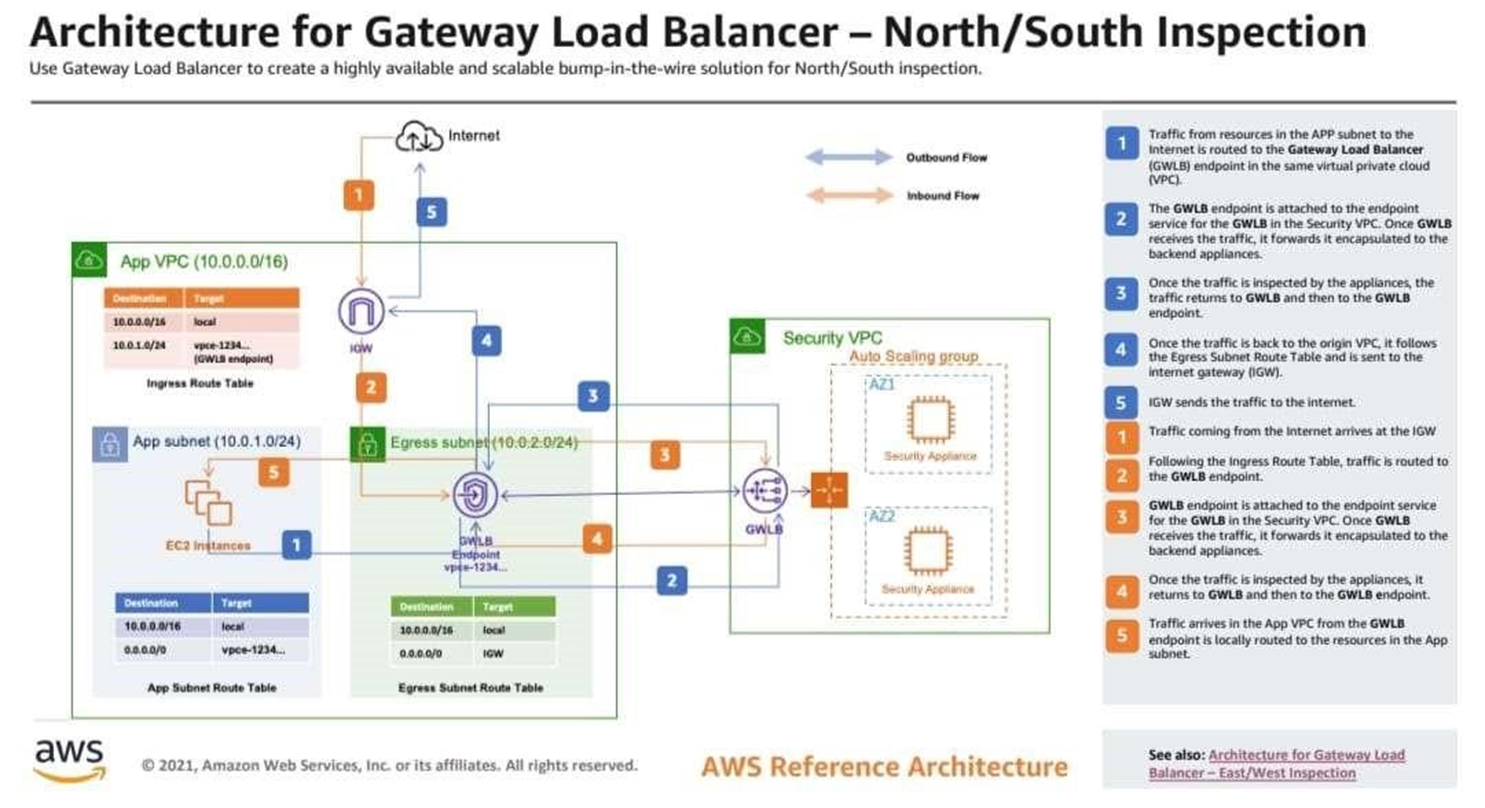 Architecture for Gateway Load Balancer – North/South Inspection
Use Gateway Load Balancer to create a highly available and scalable bump-in-the-wire solution for North/South inspection.
Internet
Outbound Flow
Inbound Flow
1
5
App VPC (10.0.0.0/16)
Destination Target
10.0.0.0/16 local
10.0.1.0/24 vpce-1234...
(GWLB endpoint)
Ingress Route Table
IGW
4
2
3
App subnet (10.0.1.0/24)
5
EC2 Instances
1
Destination Target
10.0.0.0/16 local
0.0.0.0/0 vpce-1234...
App Subnet Route Table
Egress subnet (10.0.2.0/24)
3
GWLB
Endpoint
vpce-1234...
4
2
Destination Target
10.0.0.0/16 local
0.0.0.0/0 IGW
Egress Subnet Route Table
Security VPC
Auto Scaling group
AZ1
Security Appliance
GWLB
AZ2
Security Appliance
1
Traffic from resources in the APP subnet to the
Internet is routed to the Gateway Load Balancer
(GWLB) endpoint in the same virtual private cloud
(VPC).
2
The GWLB endpoint is attached to the endpoint
service for the GWLB in the Security VPC. Once GWLB
receives the traffic, it forwards it encapsulated to the
backend appliances.
3
Once the traffic is inspected by the appliances, the
traffic returns to GWLB and then to the GWLB
endpoint.
4
Once the traffic is back to the origin VPC, it follows
the Egress Subnet Route Table and is sent to the
internet gateway (IGW).
5
IGW sends the traffic to the internet.
1
Traffic coming from the Internet arrives at the IGW
2
Following the Ingress Route Table, traffic is routed to
the GWLB endpoint.
3
GWLB endpoint is attached to the endpoint service
for the GWLB in the Security VPC. Once GWLB
receives the traffic, it forwards it encapsulated to the
backend appliances.
4
Once the traffic is inspected by the appliances, it
returns to GWLB and then to the GWLB endpoint.
5
Traffic arrives in the App VPC from the GWLB
endpoint is locally routed to the resources in the App
subnet.
aws
© 2021, Amazon Web Services, Inc. or its affiliates. All rights reserved.
AWS Reference Architecture
See also: Architecture for Gateway Load
Balancer – East/West Inspection